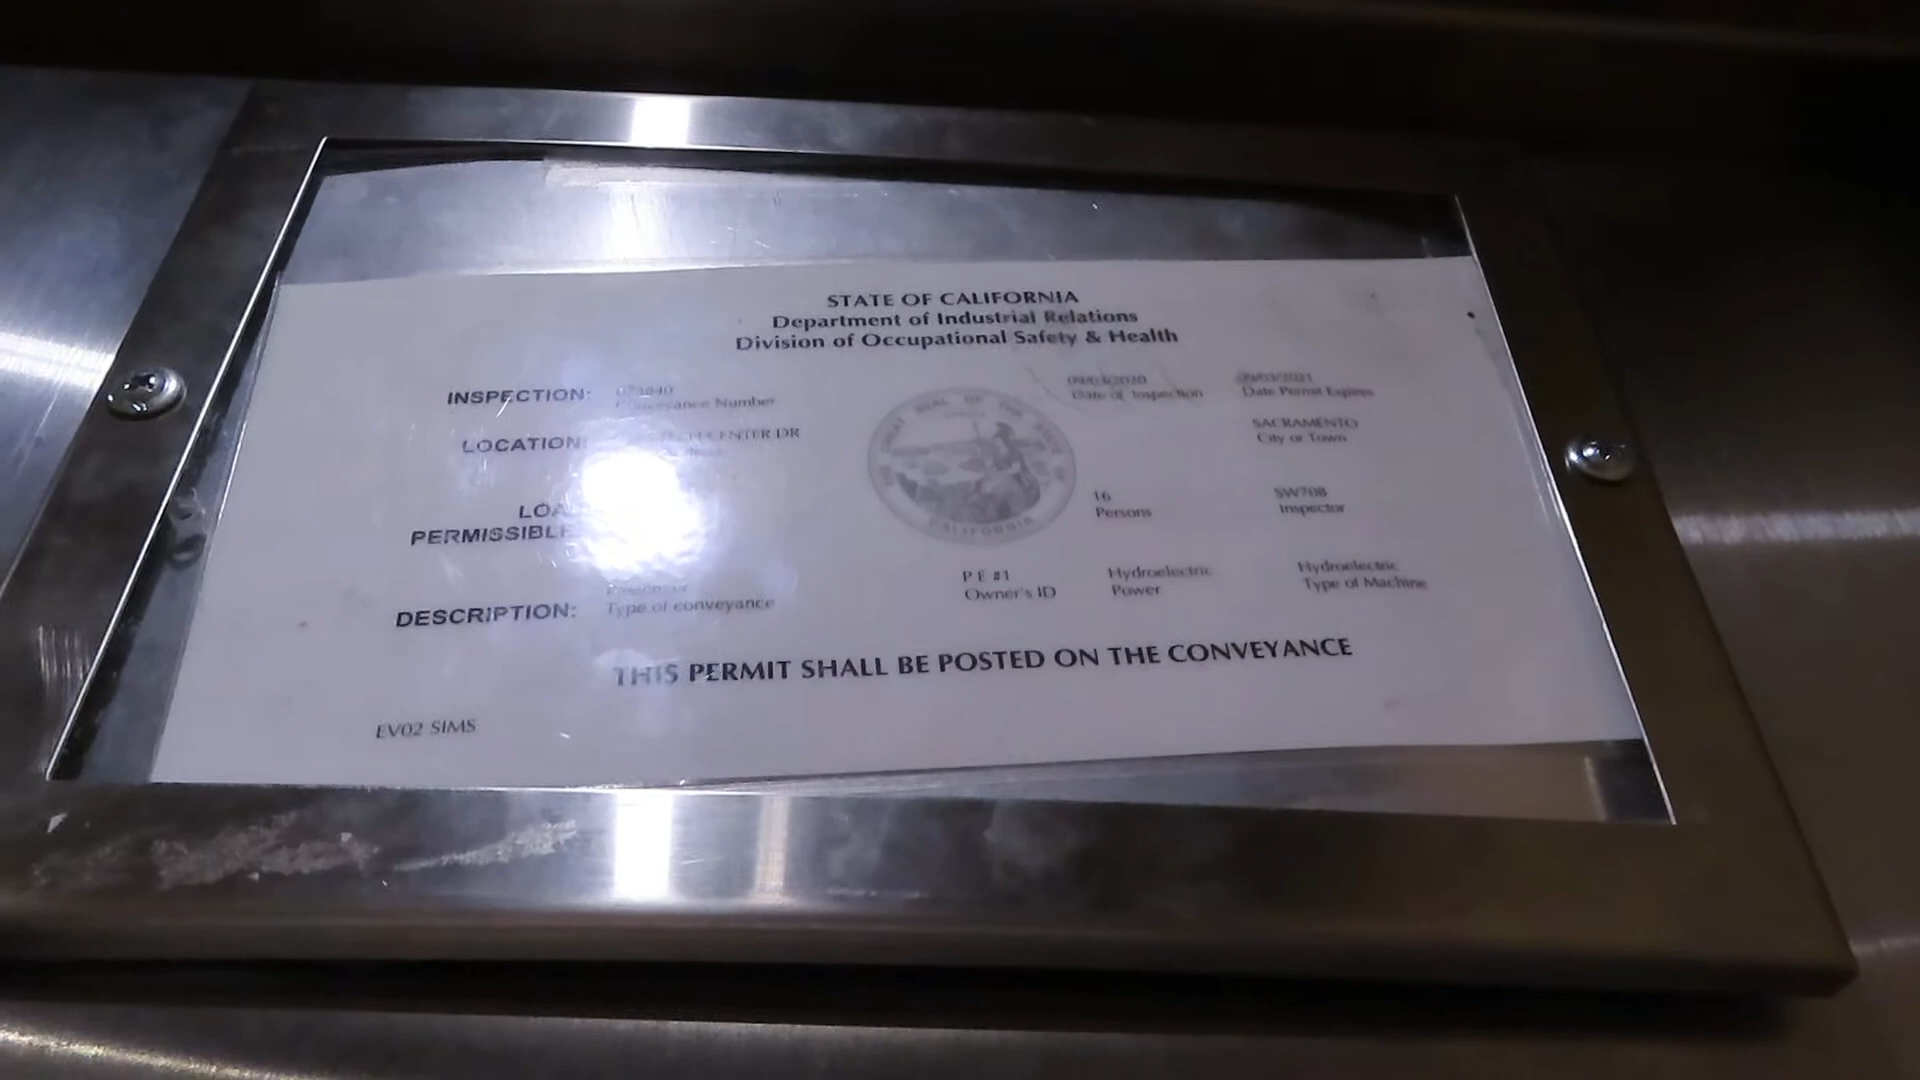 STATE OF CALIFORNIA
Department of Industrial Relations
Division of Occupational Safety & Health
INSPECTION:
Conveyance Number
Date of Inspection
09/03/2021
Date Permit Expires
LOCATION:
CENTER DR
SACRAMENTO
City or Town
PERMISSIBLE
16
Persons
SW708
Inspector
DESCRIPTION:
Type of conveyance
P E #1
Owner's ID
Hydroelectric
Power
Hydroelectric
Type of Machine
THIS PERMIT SHALL BE POSTED ON THE CONVEYANCE
EV02 SIMS
CALIFORNIA